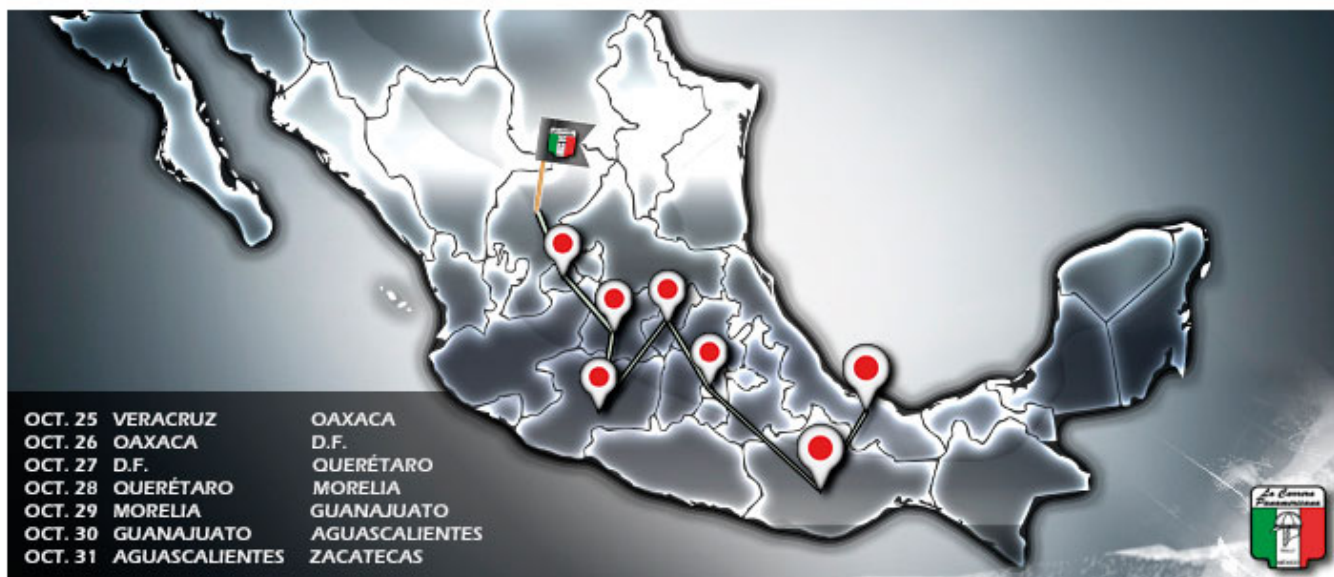 OCT. 25 VERACRUZ OAXACA
OCT. 26 OAXACA D.F.
OCT. 27 D.F. QUERÉTARO
OCT. 28 QUERÉTARO MORELIA
OCT. 29 MORELIA GUANAJUATO
OCT. 30 GUANAJUATO AGUASCALIENTES
OCT. 31 AGUASCALIENTES ZACATECAS
La Carrera
Panamericana
MÉXICO